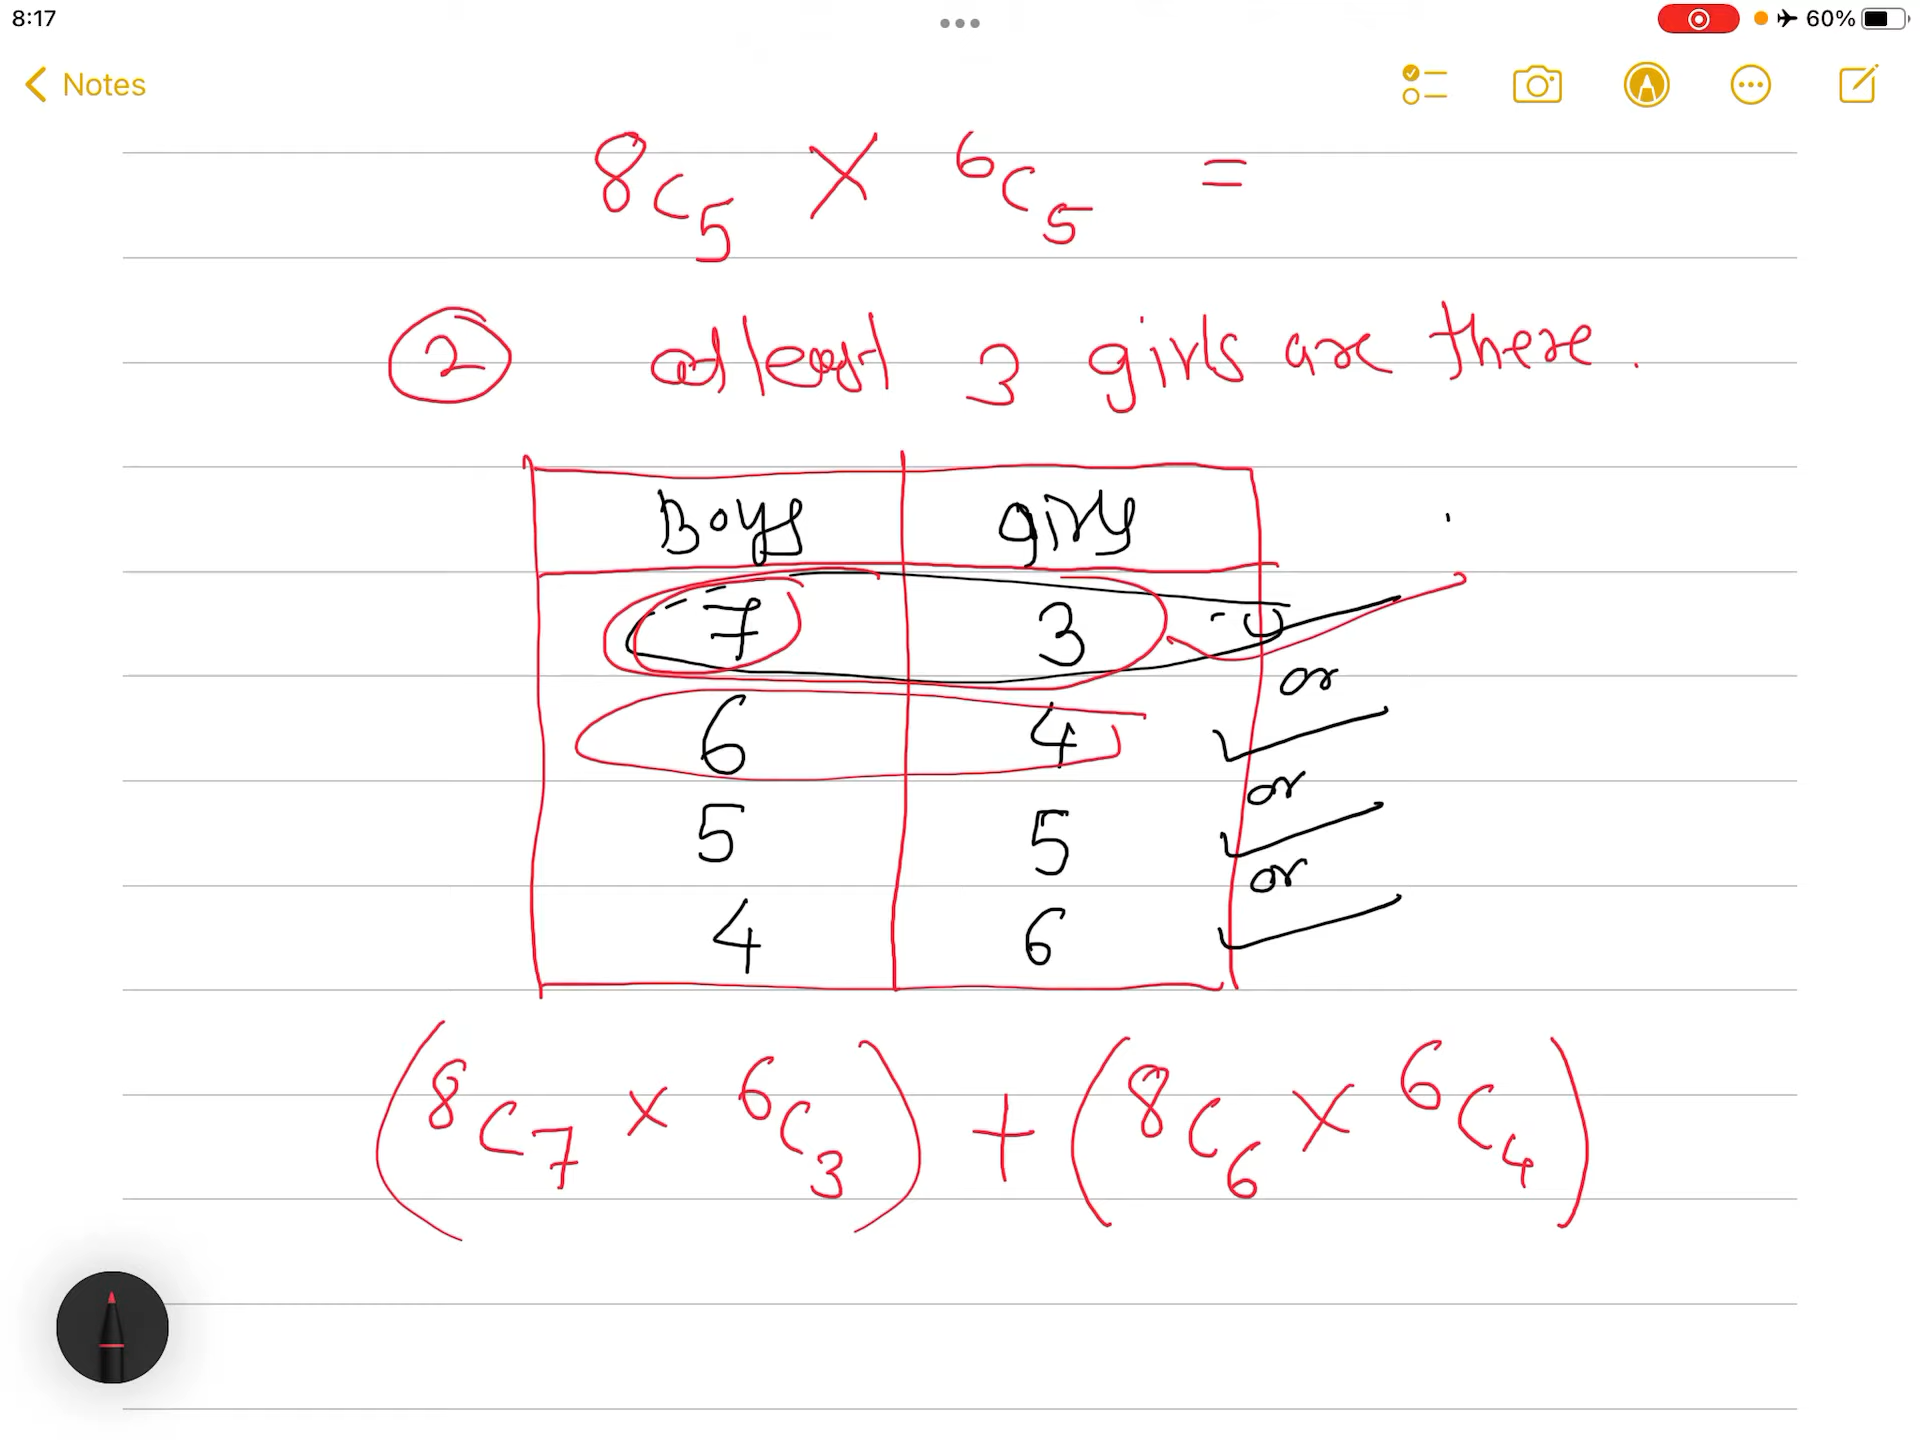 8:17
60%
Notes
8C5 X 6C5 =
2 atleast 3 girls are there.
Boys girls
7 3
or
6 4
or
5 5
or
4 6
(8C7 x 6C3) + (8C6 x 6C4)